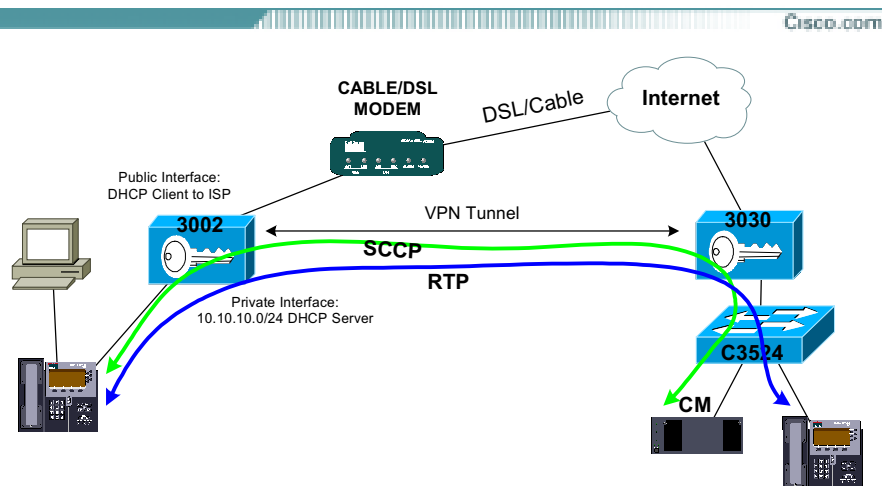 Cisco.com
CABLE/DSL
MODEM
DSL/Cable
Internet
Public Interface:
DHCP Client to ISP
3002
VPN Tunnel
3030
SCCP
RTP
Private Interface:
10.10.10.0/24 DHCP Server
C3524
CM